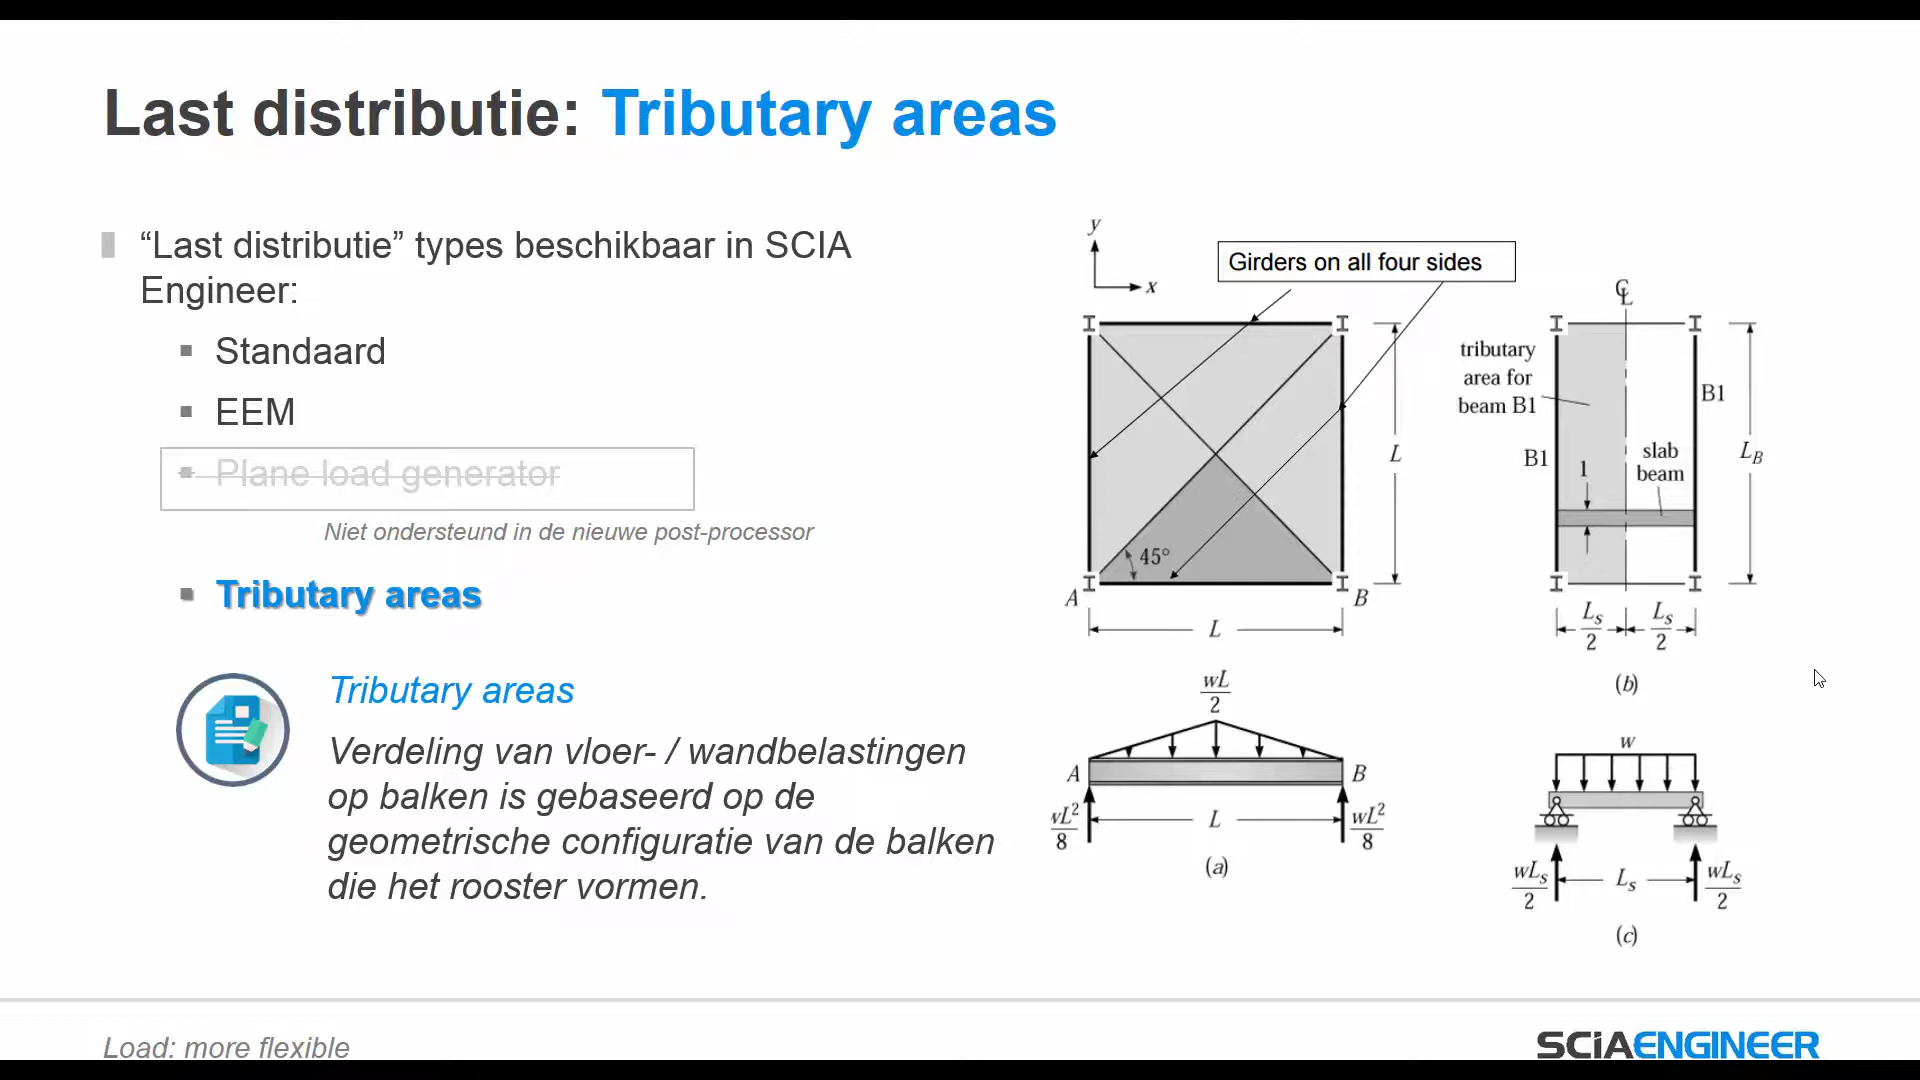 Last distributie: Tributary areas
“Last distributie” types beschikbaar in SCIA
Engineer:
Standaard
EEM
Plane load generator
Niet ondersteund in de nieuwe post-processor
Tributary areas
Tributary areas
Verdeling van vloer- / wandbelastingen
op balken is gebaseerd op de
geometrische configuratie van de balken
die het rooster vormen.
y
x
Girders on all four sides
L
45°
A
B
L
wL
2
A
B
wL²
8
L
wL²
8
(a)
℄
tributary
area for
beam B1
B1
B1
1
slab
beam
L_B
L_s
2
L_s
2
(b)
w
wL_s
2
L_s
wL_s
2
(c)
Load: more flexible
SCIAENGINEER